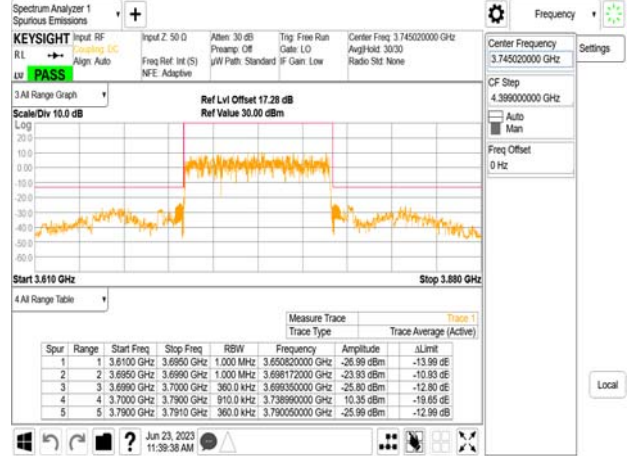 Spectrum Analyzer 1
Spurious Emissions
Frequency
KEYSIGHT
RL
PASS
Input: RF
Coupling: DC
Align: Auto
Input Z: 50 Ω
Freq Ref: Int (S)
NFE: Adaptive
Atten: 30 dB
Preamp: Off
µW Path: Standard
Trig: Free Run
Gate: LO
IF Gain: Low
Center Freq: 3.745020000 GHz
Avg|Hold: 30/30
Radio Std: None
3 All Range Graph
Scale/Div 10.0 dB
Ref Lvl Offset 17.28 dB
Ref Value 30.00 dBm
Log
20.0
10.0
0.00
-10.0
-20.0
-30.0
-40.0
-50.0
-60.0
Start 3.610 GHz
Stop 3.880 GHz
4 All Range Table
Measure Trace Trace 1
Trace Type Trace Average (Active)
Spur Range Start Freq Stop Freq RBW Frequency Amplitude ΔLimit
1 1 3.6100 GHz 3.6950 GHz 1.000 MHz 3.650820000 GHz -26.99 dBm -13.99 dB
2 2 3.6950 GHz 3.6990 GHz 1.000 MHz 3.698172000 GHz -23.93 dBm -10.93 dB
3 3 3.6990 GHz 3.7000 GHz 360.0 kHz 3.699350000 GHz -25.80 dBm -12.80 dB
4 4 3.7000 GHz 3.7900 GHz 910.0 kHz 3.738990000 GHz 10.35 dBm -19.65 dB
5 5 3.7900 GHz 3.7910 GHz 360.0 kHz 3.790050000 GHz -25.99 dBm -12.99 dB
Jun 23, 2023
11:39:38 AM
Center Frequency
3.745020000 GHz
CF Step
4.399000000 GHz
Auto
Man
Freq Offset
0 Hz
Settings
Local